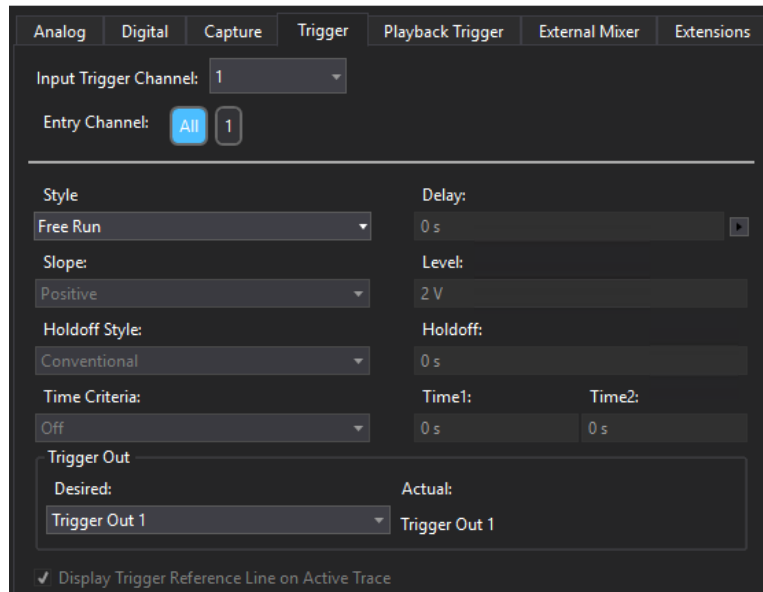 Analog Digital Capture Trigger Playback Trigger External Mixer Extensions
Input Trigger Channel: 1
Entry Channel: All 1
Style Delay:
Free Run 0 s
Slope: Level:
Positive 2 V
Holdoff Style: Holdoff:
Conventional 0 s
Time Criteria: Time1: Time2:
Off 0 s 0 s
Trigger Out
Desired: Actual:
Trigger Out 1 Trigger Out 1
Display Trigger Reference Line on Active Trace